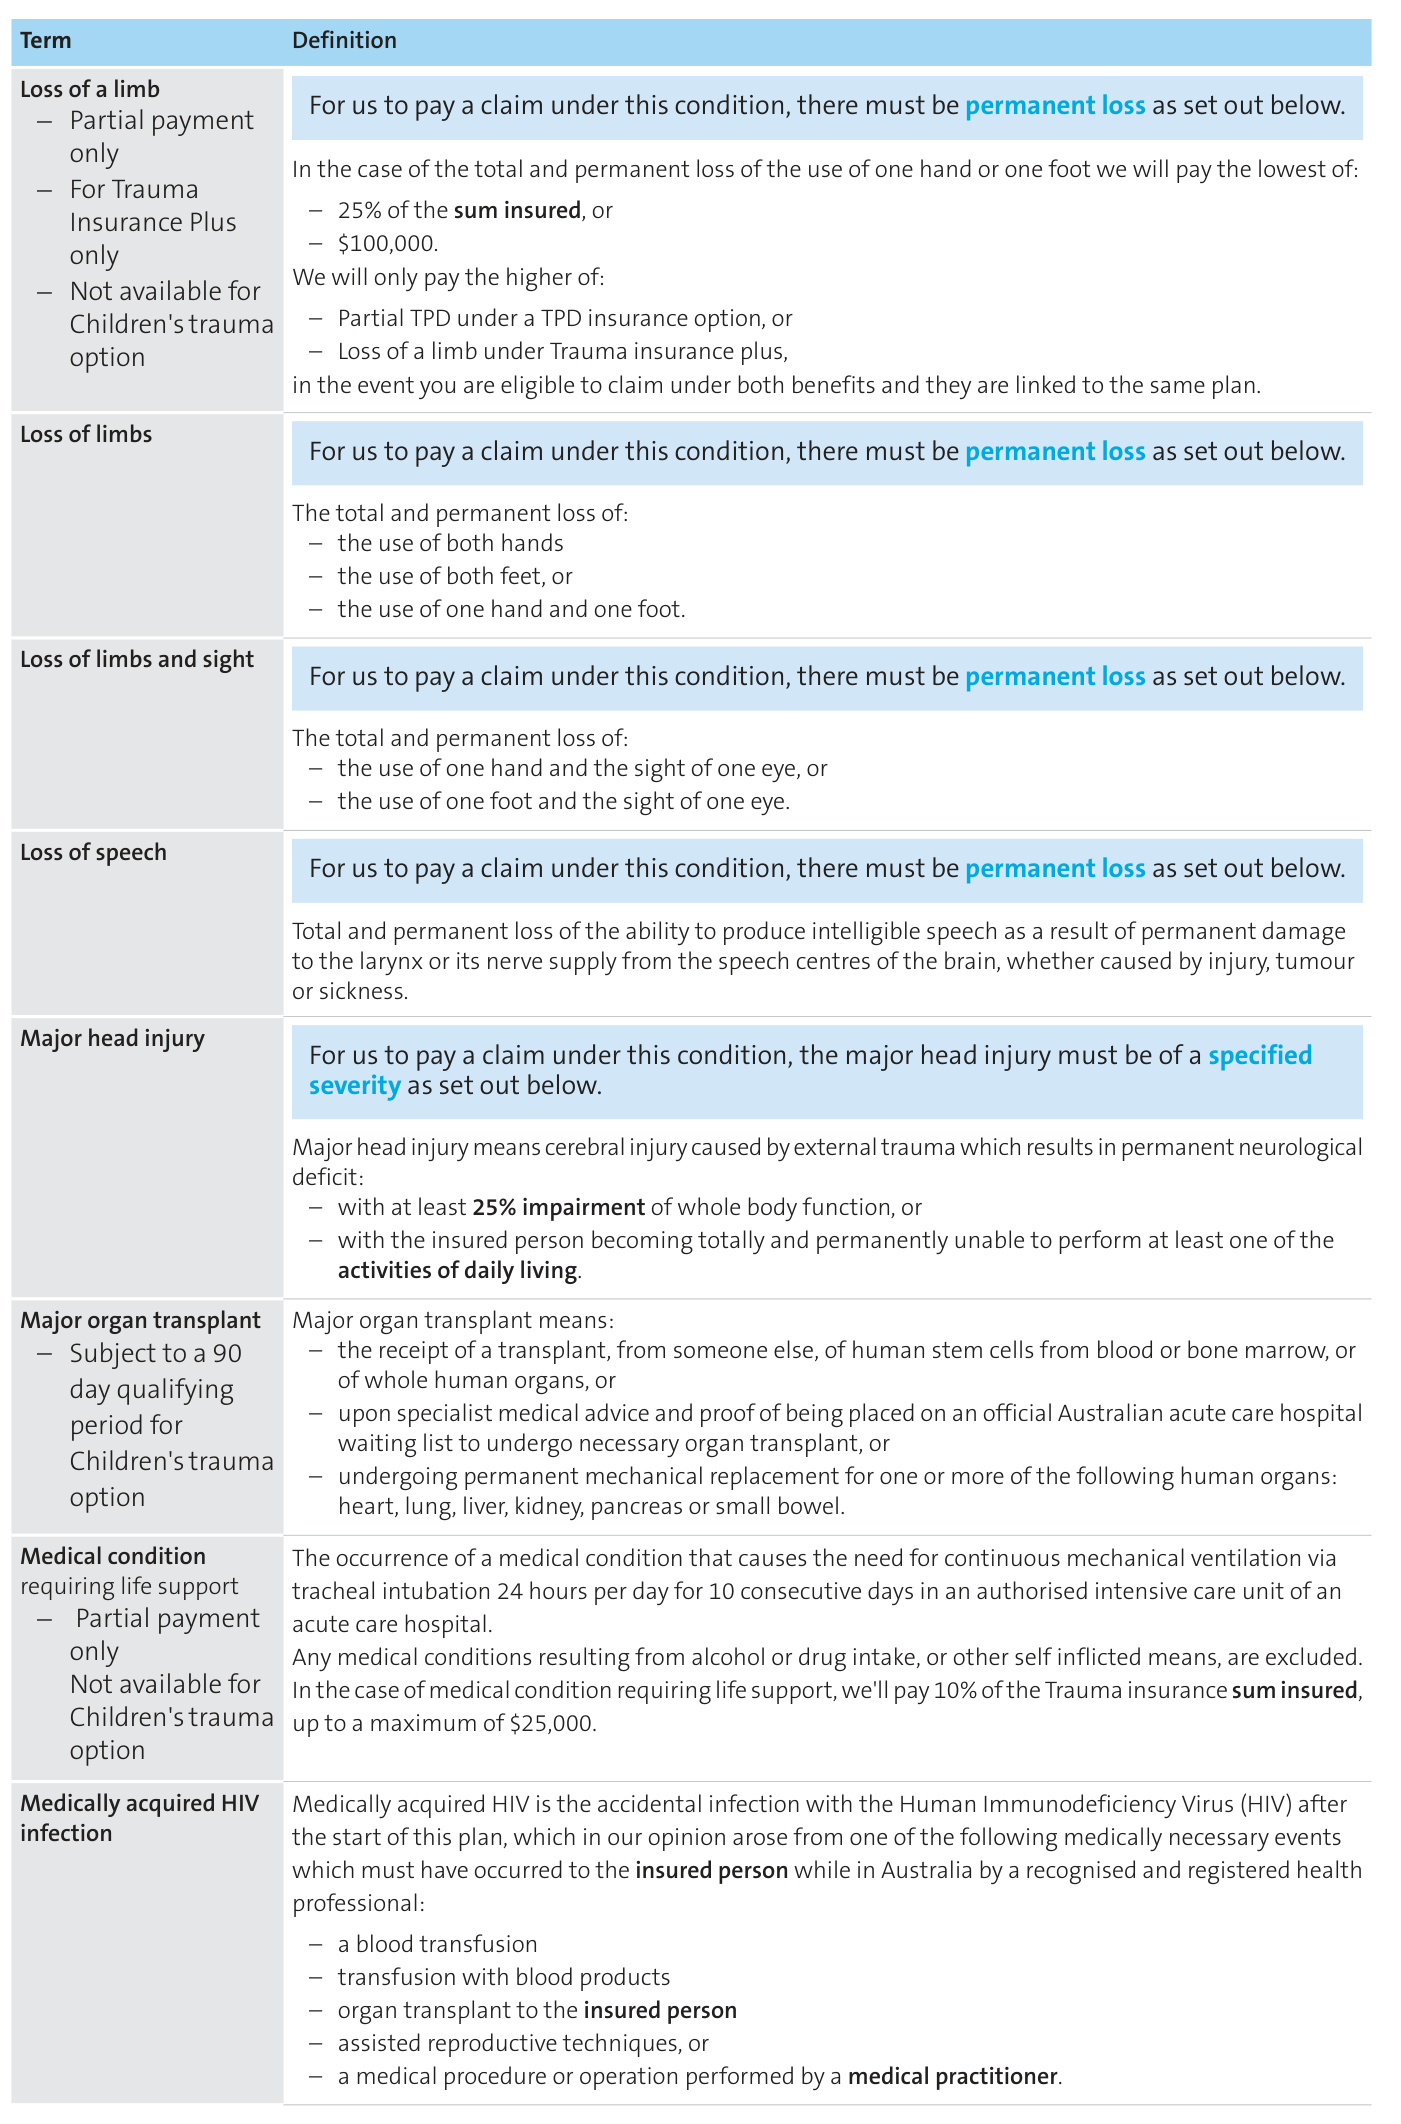 Term
Definition
Loss of a limb
– Partial payment
only
– For Trauma
Insurance Plus
only
– Not available for
Children's trauma
option
For us to pay a claim under this condition, there must be permanent loss as set out below.
In the case of the total and permanent loss of the use of one hand or one foot we will pay the lowest of:
– 25% of the sum insured, or
– $100,000.
We will only pay the higher of:
– Partial TPD under a TPD insurance option, or
– Loss of a limb under Trauma insurance plus,
in the event you are eligible to claim under both benefits and they are linked to the same plan.
Loss of limbs
For us to pay a claim under this condition, there must be permanent loss as set out below.
The total and permanent loss of:
– the use of both hands
– the use of both feet, or
– the use of one hand and one foot.
Loss of limbs and sight
For us to pay a claim under this condition, there must be permanent loss as set out below.
The total and permanent loss of:
– the use of one hand and the sight of one eye, or
– the use of one foot and the sight of one eye.
Loss of speech
For us to pay a claim under this condition, there must be permanent loss as set out below.
Total and permanent loss of the ability to produce intelligible speech as a result of permanent damage
to the larynx or its nerve supply from the speech centres of the brain, whether caused by injury, tumour
or sickness.
Major head injury
For us to pay a claim under this condition, the major head injury must be of a specified
severity as set out below.
Major head injury means cerebral injury caused by external trauma which results in permanent neurological
deficit:
– with at least 25% impairment of whole body function, or
– with the insured person becoming totally and permanently unable to perform at least one of the
activities of daily living.
Major organ transplant
– Subject to a 90
day qualifying
period for
Children's trauma
option
Major organ transplant means:
– the receipt of a transplant, from someone else, of human stem cells from blood or bone marrow, or
of whole human organs, or
– upon specialist medical advice and proof of being placed on an official Australian acute care hospital
waiting list to undergo necessary organ transplant, or
– undergoing permanent mechanical replacement for one or more of the following human organs:
heart, lung, liver, kidney, pancreas or small bowel.
Medical condition
requiring life support
– Partial payment
only
Not available for
Children's trauma
option
The occurrence of a medical condition that causes the need for continuous mechanical ventilation via
tracheal intubation 24 hours per day for 10 consecutive days in an authorised intensive care unit of an
acute care hospital.
Any medical conditions resulting from alcohol or drug intake, or other self inflicted means, are excluded.
In the case of medical condition requiring life support, we'll pay 10% of the Trauma insurance sum insured,
up to a maximum of $25,000.
Medically acquired HIV
infection
Medically acquired HIV is the accidental infection with the Human Immunodeficiency Virus (HIV) after
the start of this plan, which in our opinion arose from one of the following medically necessary events
which must have occurred to the insured person while in Australia by a recognised and registered health
professional:
– a blood transfusion
– transfusion with blood products
– organ transplant to the insured person
– assisted reproductive techniques, or
– a medical procedure or operation performed by a medical practitioner.